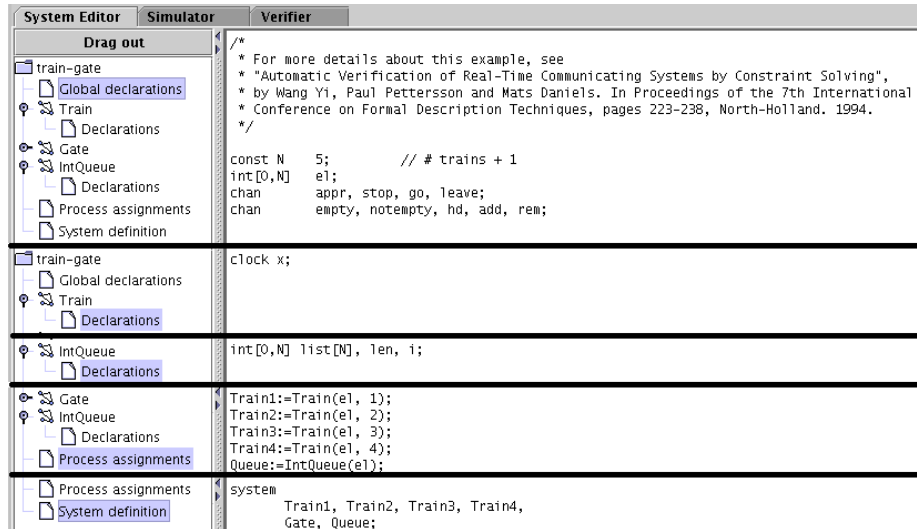 System Editor Simulator Verifier
Drag out
train-gate
Global declarations
Train
Declarations
Gate
IntQueue
Declarations
Process assignments
System definition
/*
* For more details about this example, see
* "Automatic Verification of Real-Time Communicating Systems by Constraint Solving",
* by Wang Yi, Paul Pettersson and Mats Daniels. In Proceedings of the 7th International
* Conference on Formal Description Techniques, pages 223-238, North-Holland. 1994.
*/
const N 5; // # trains + 1
int[0,N] el;
chan appr, stop, go, leave;
chan empty, notempty, hd, add, rem;
train-gate
Global declarations
Train
Declarations
clock x;
IntQueue
Declarations
int[0,N] list[N], len, i;
Gate
IntQueue
Declarations
Process assignments
Train1:=Train(el, 1);
Train2:=Train(el, 2);
Train3:=Train(el, 3);
Train4:=Train(el, 4);
Queue:=IntQueue(el);
Process assignments
System definition
system
Train1, Train2, Train3, Train4,
Gate, Queue;